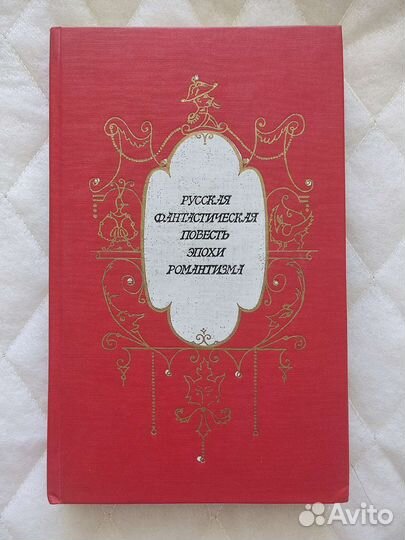 РУССКАЯ
ФАНТАСТИЧЕСКАЯ
ПОВЕСТЬ
ЭПОХИ
РОМАНТИЗМА
Avito